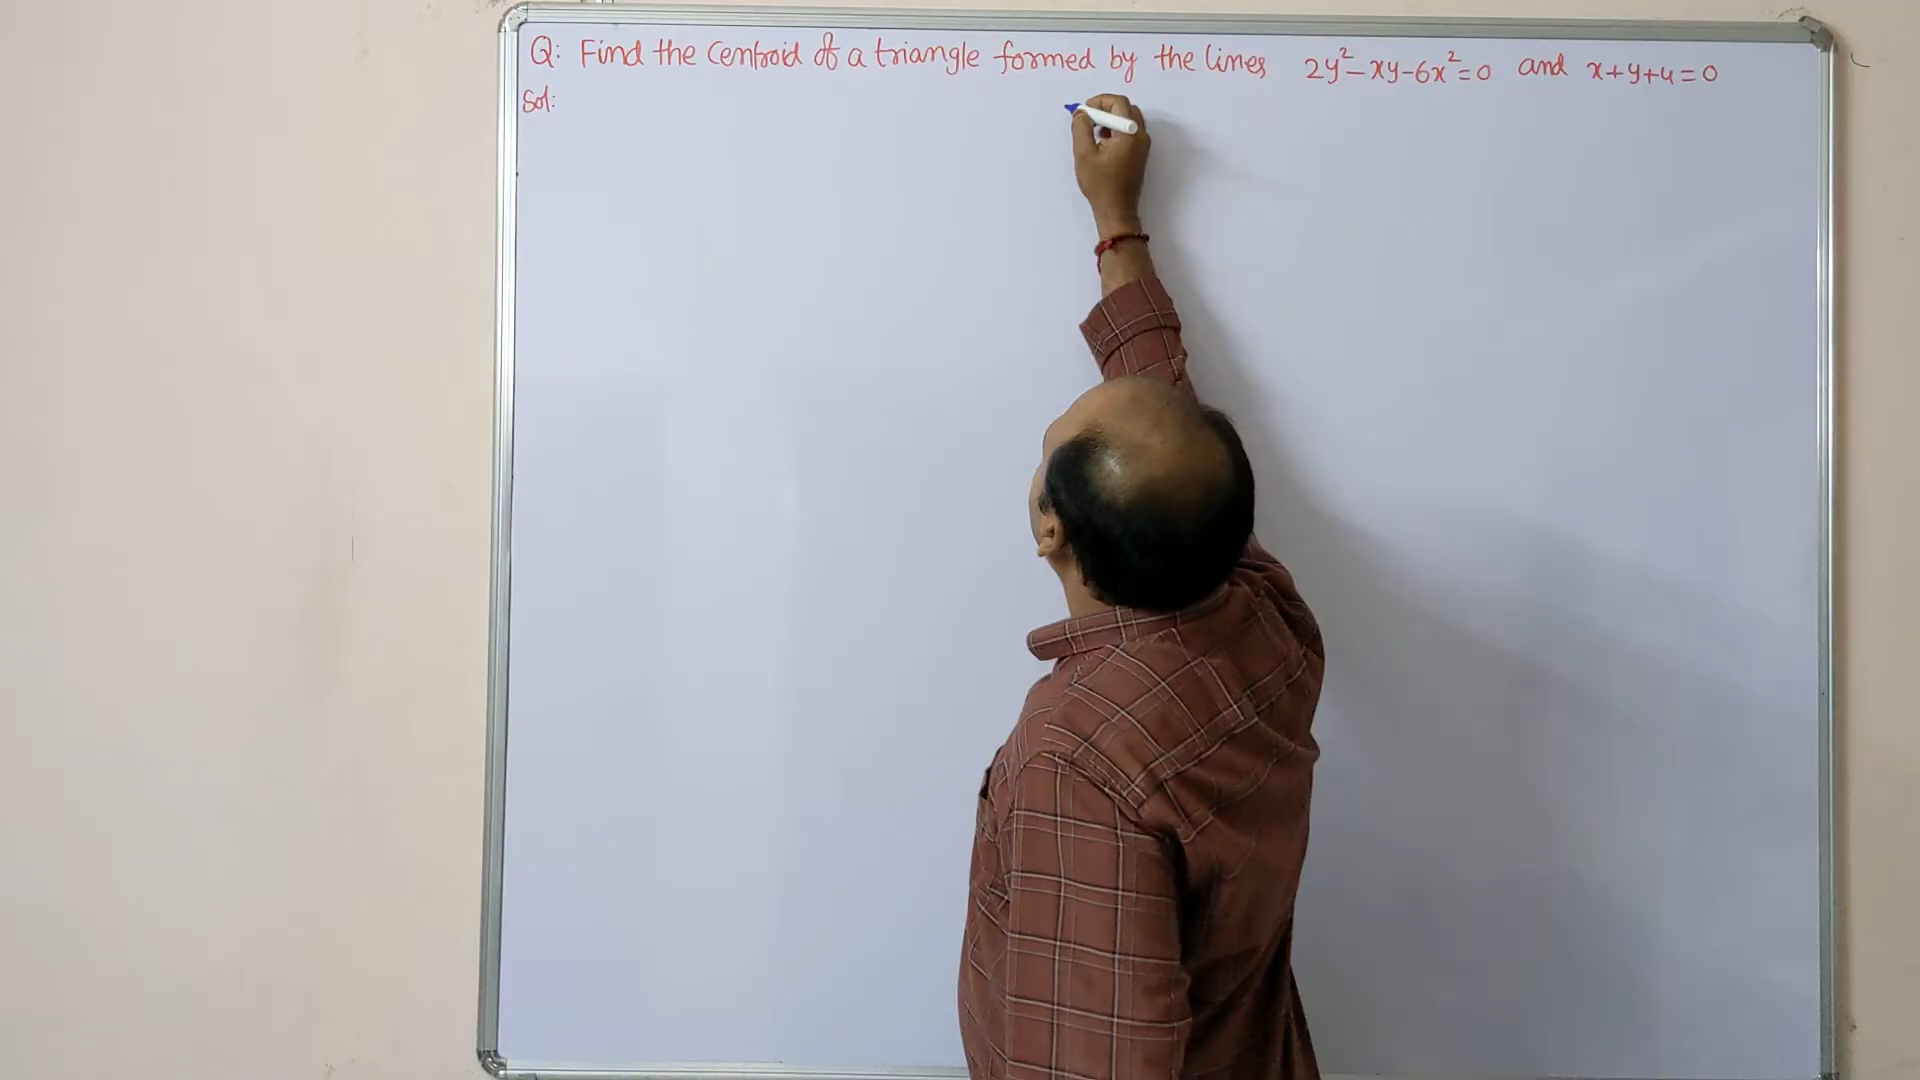 Q: Find the Centroid of a triangle formed by the lines 2y²-xy-6x²=0 and x+y+4=0
Sol: